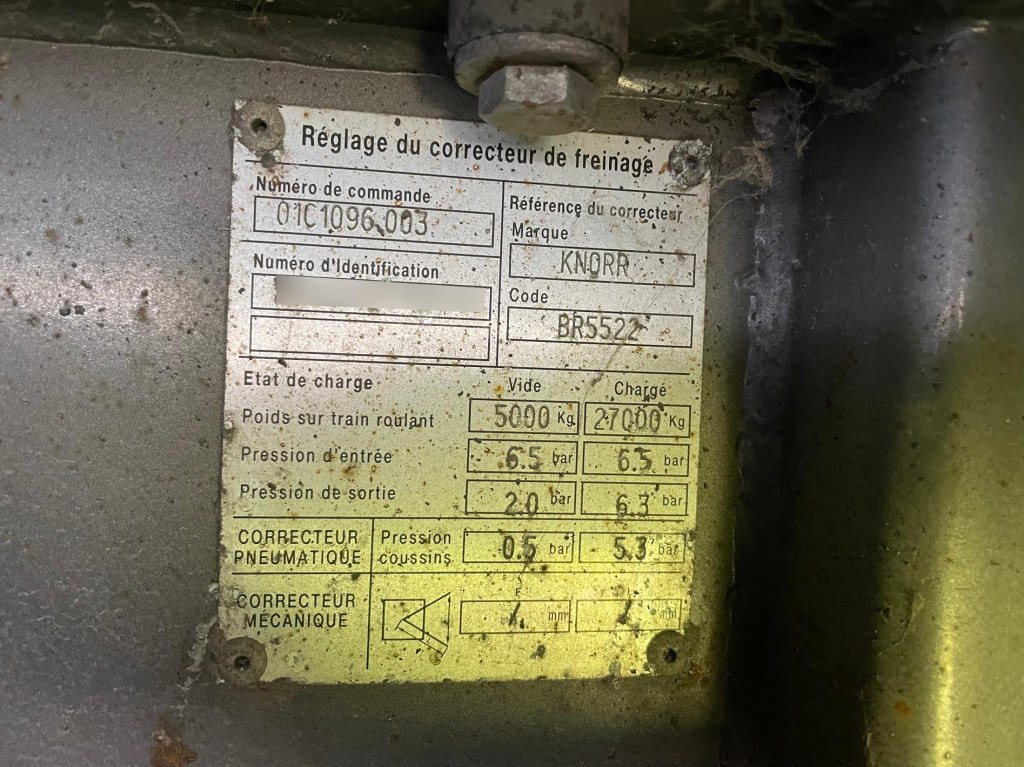 Réglage du correcteur de freinage
Numéro de commande
01C1096.003
Référence du correcteur
Marque
KNORR
Numéro d'Identification
Code
BR5522
Etat de charge Vide Chargé
Poids sur train roulant 5000 Kg 27000 Kg
Pression d'entrée 6.5 bar 6.5 bar
Pression de sortie 2.0 bar 6.3 bar
CORRECTEUR PNEUMATIQUE
Pression coussins 0.5 bar 5.3 bar
CORRECTEUR MECANIQUE
F
/ mm / mm